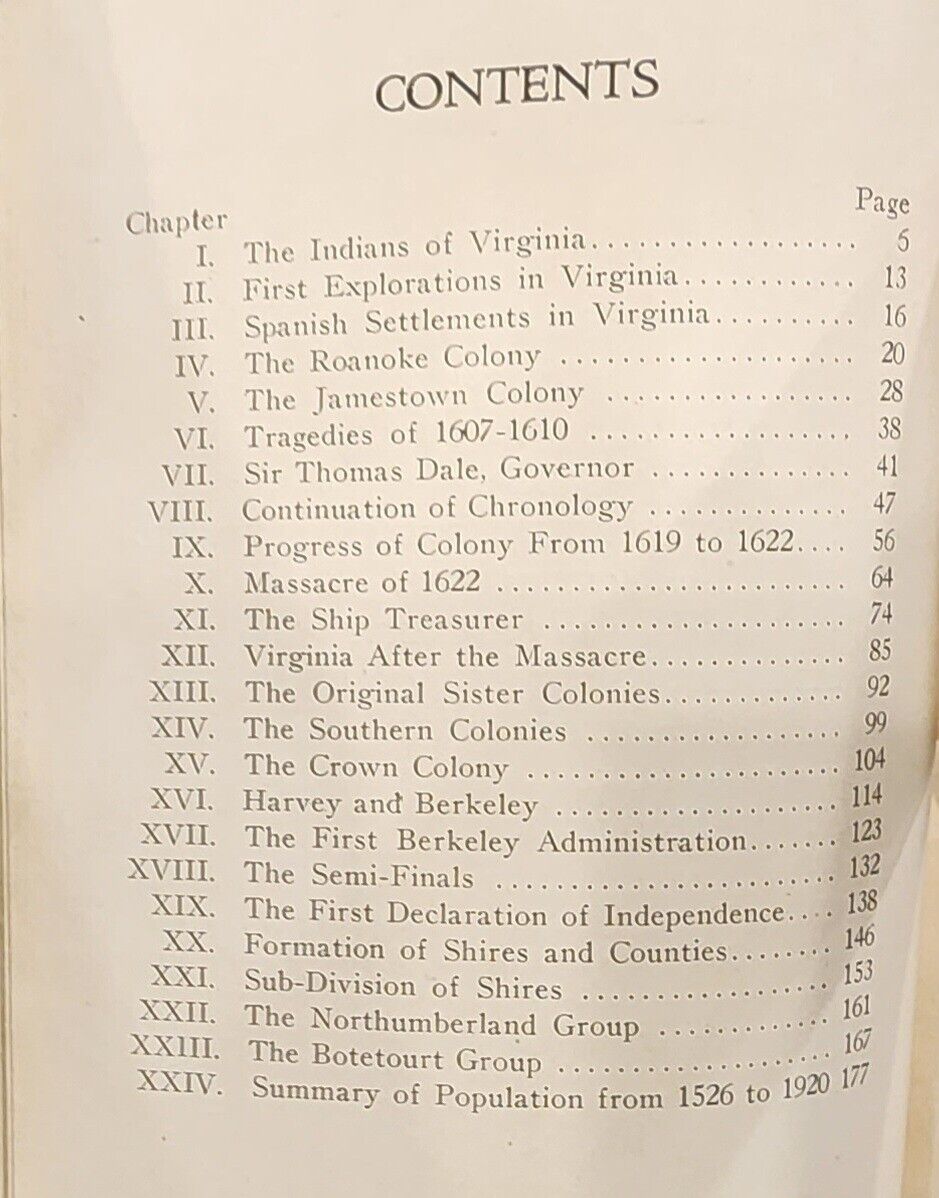 CONTENTS
Chapter Page
I. The Indians of Virginia.................. 5
II. First Explorations in Virginia............ 13
III. Spanish Settlements in Virginia.......... 16
IV. The Roanoke Colony .................... 20
V. The Jamestown Colony ................. 28
VI. Tragedies of 1607-1610 .................. 38
VII. Sir Thomas Dale, Governor .............. 41
VIII. Continuation of Chronology .............. 47
IX. Progress of Colony From 1619 to 1622.... 56
X. Massacre of 1622 ........................ 64
XI. The Ship Treasurer ..................... 74
XII. Virginia After the Massacre.............. 85
XIII. The Original Sister Colonies............. 92
XIV. The Southern Colonies .................. 99
XV. The Crown Colony ...................... 104
XVI. Harvey and Berkeley .................... 114
XVII. The First Berkeley Administration....... 123
XVIII. The Semi-Finals ........................ 132
XIX. The First Declaration of Independence.... 138
XX. Formation of Shires and Counties........ 146
XXI. Sub-Division of Shires .................. 153
XXII. The Northumberland Group ............. 161
XXIII. The Botetourt Group .................... 167
XXIV. Summary of Population from 1526 to 1920 177